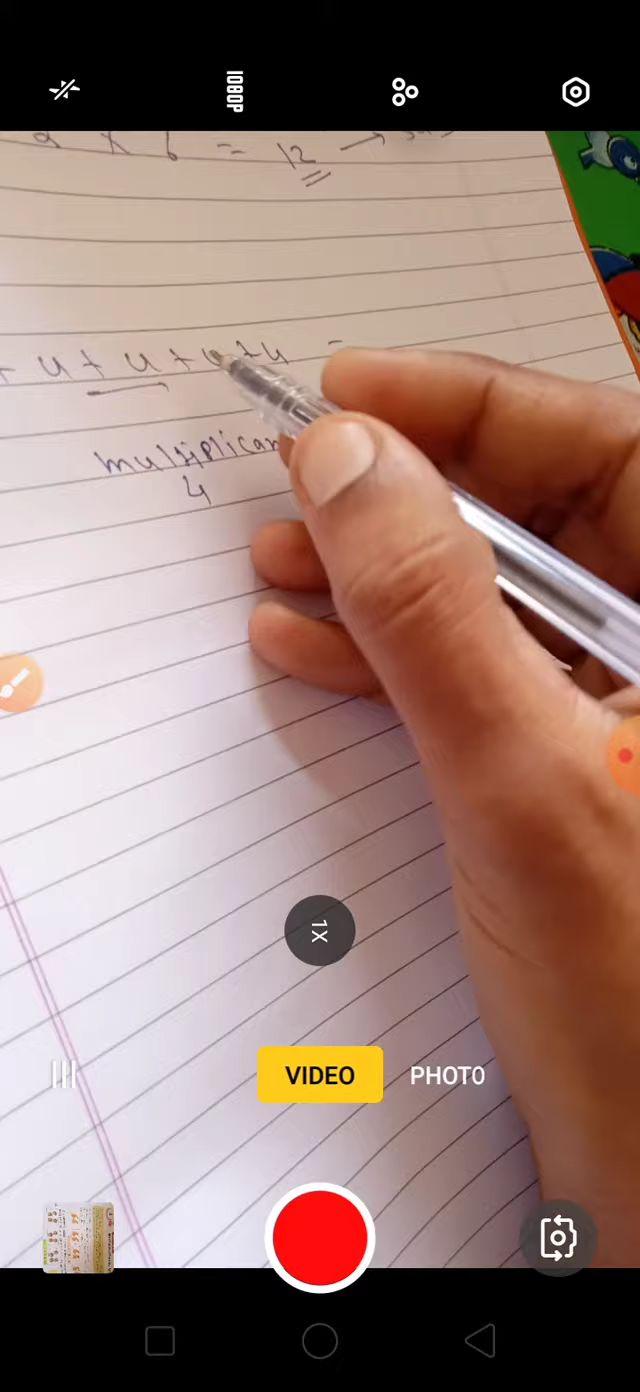 1080P
2 x 6 = 12 →
+ 4 + 4 + 4 + 4 =
multiplican
4
1X
VIDEO PHOTO